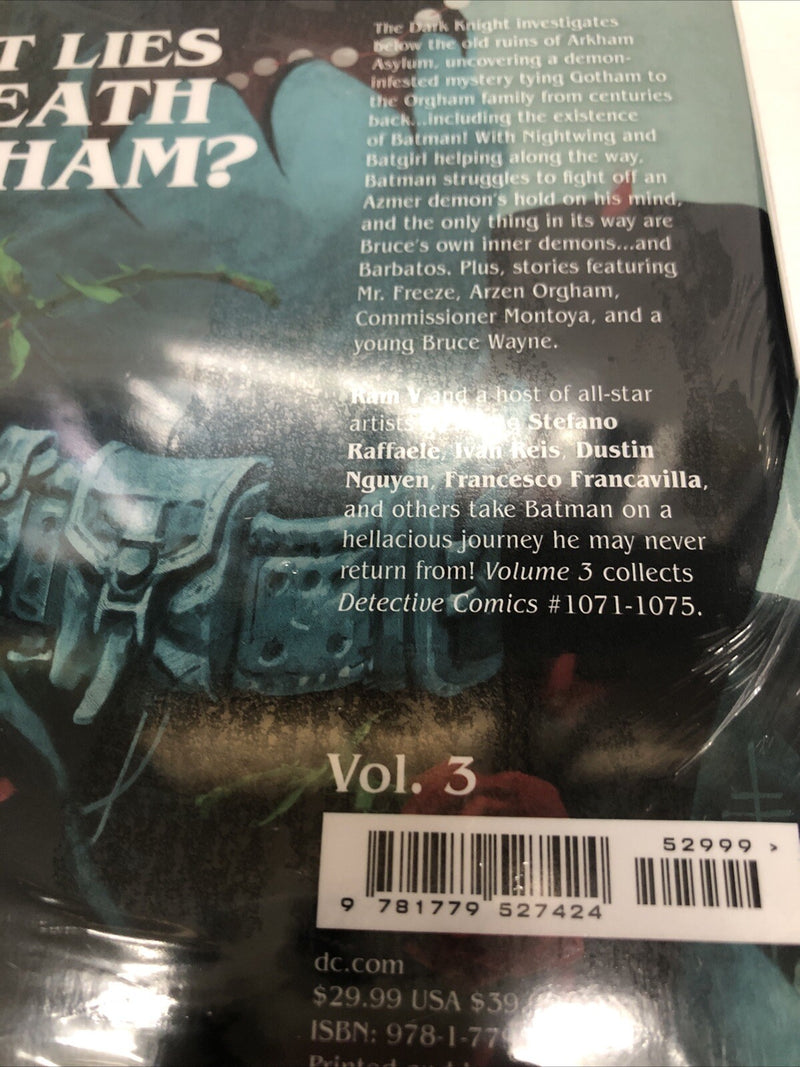 T LIES
EATH
HAM?
The Dark Knight investigates
below the old ruins of Arkham
Asylum, uncovering a demon-
infested mystery tying Gotham to
the Orgham family from centuries
back...including the existence
of Batman! With Nightwing and
Batgirl helping along the way,
Batman struggles to fight off an
Azmer demon's hold on his mind,
and the only thing in its way are
Bruce's own inner demons...and
Barbatos. Plus, stories featuring
Mr. Freeze, Arzen Orgham,
Commissioner Montoya, and a
young Bruce Wayne.
Ram V and a host of all-star
artists Stefano
Raffaele, Ivan Reis, Dustin
Nguyen, Francesco Francavilla,
and others take Batman on a
hellacious journey he may never
return from! Volume 3 collects
Detective Comics #1071-1075.
Vol. 3
52999 >
9 781779 527424
dc.com
$29.99 USA $39
ISBN: 978-1-77
Printed